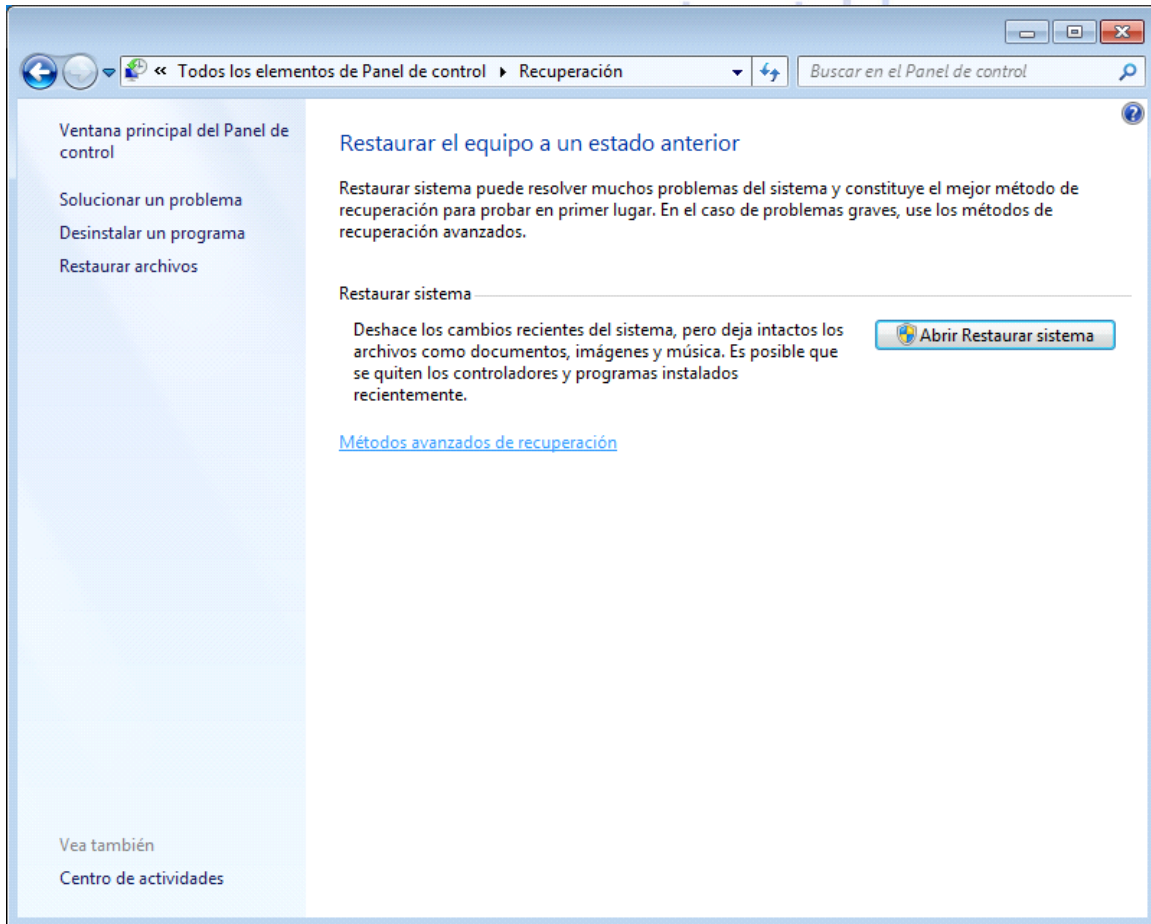 « Todos los elementos de Panel de control ▸ Recuperación
Buscar en el Panel de control
Ventana principal del Panel de
control
Solucionar un problema
Desinstalar un programa
Restaurar archivos
Restaurar el equipo a un estado anterior
Restaurar sistema puede resolver muchos problemas del sistema y constituye el mejor método de
recuperación para probar en primer lugar. En el caso de problemas graves, use los métodos de
recuperación avanzados.
Restaurar sistema
Deshace los cambios recientes del sistema, pero deja intactos los
archivos como documentos, imágenes y música. Es posible que
se quiten los controladores y programas instalados
recientemente.
Abrir Restaurar sistema
Métodos avanzados de recuperación
Vea también
Centro de actividades